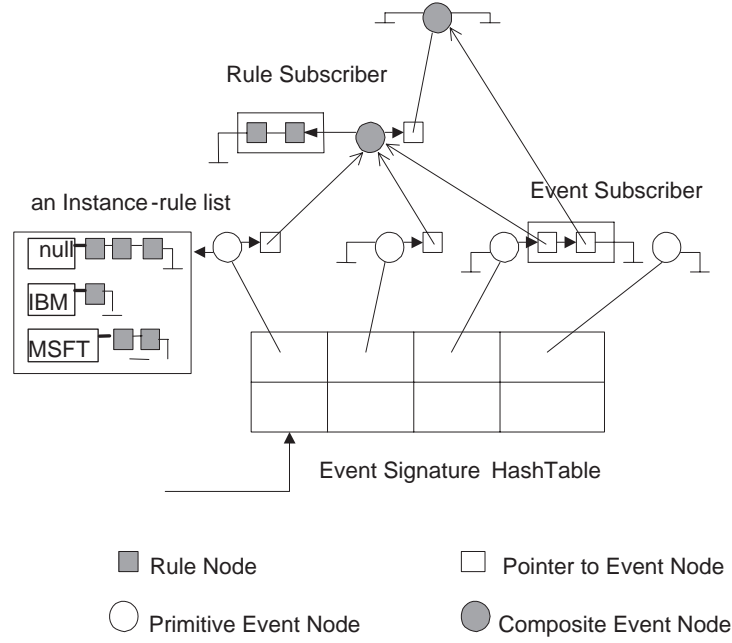 Rule Subscriber
Event Subscriber
an Instance-rule list
null
IBM
MSFT
Event Signature HashTable
Rule Node
Pointer to Event Node
Primitive Event Node
Composite Event Node